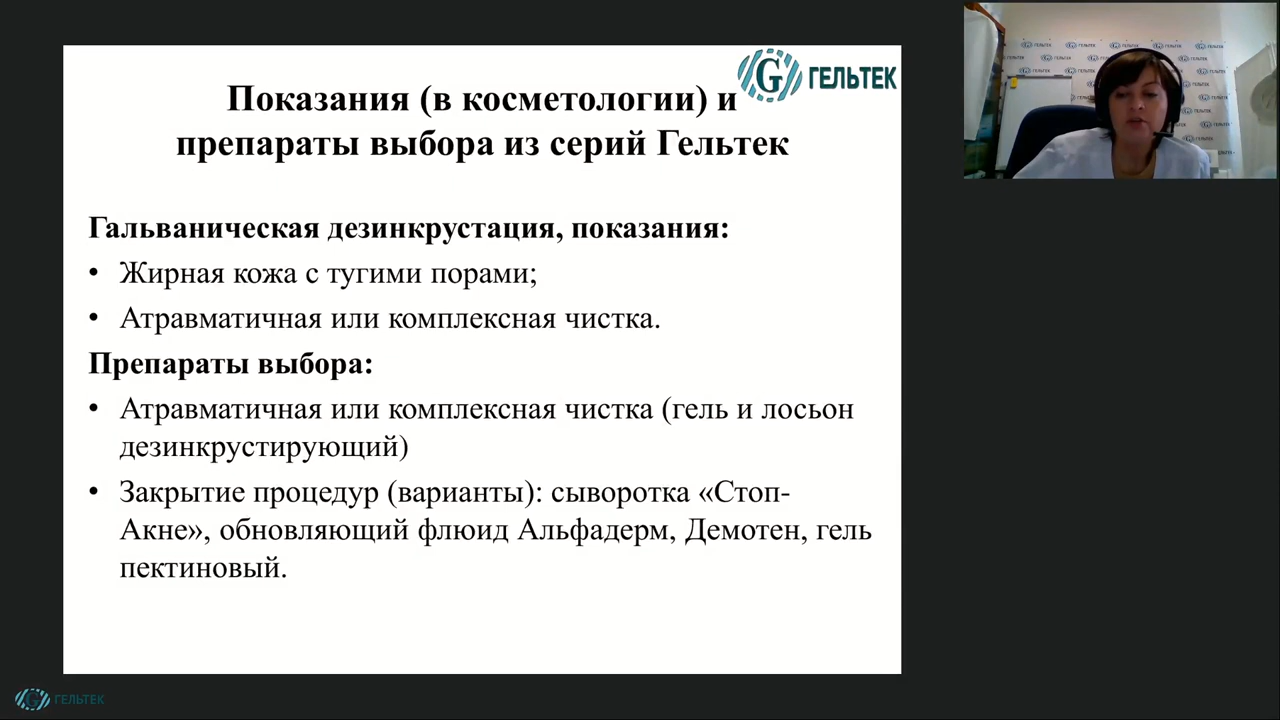 ГЕЛЬТЕК
Показания (в косметологии) и
препараты выбора из серий Гельтек
Гальваническая дезинкрустация, показания:
• Жирная кожа с тугими порами;
• Атравматичная или комплексная чистка.
Препараты выбора:
• Атравматичная или комплексная чистка (гель и лосьон
дезинкрустирующий)
• Закрытие процедур (варианты): сыворотка «Стоп-
Акне», обновляющий флюид Альфадерм, Демотен, гель
пектиновый.
ГЕЛЬТЕК